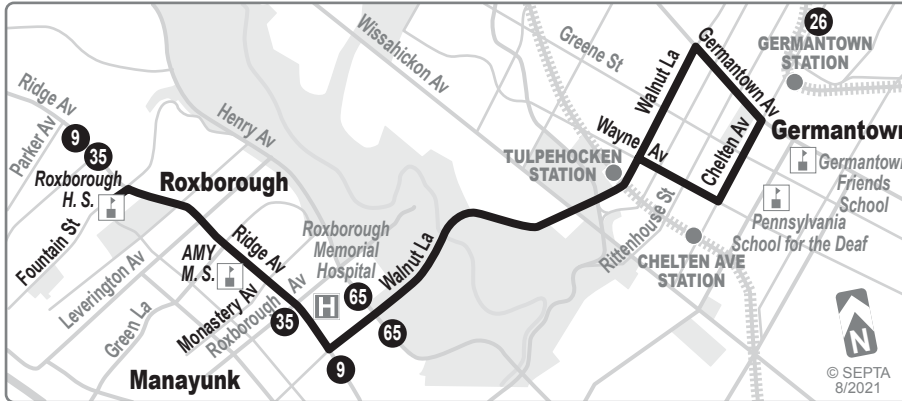 26
GERMANTOWN
STATION
Greene St
Wissahickon Av
Germantown Av
Walnut La
Ridge Av
Parker Av
9
35
Henry Av
Wayne Av
Chelten Av
Germantown
TULPEHOCKEN
STATION
Germantown
Friends
School
Roxborough
H. S.
Roxborough
Rittenhouse St
Pennsylvania
School for the Deaf
Fountain St
Roxborough
Memorial
Hospital
CHELTEN AVE
STATION
AMY
M. S.
Ridge Av
Walnut La
Leverington Av
H
65
Green La
Monastery Av
Roxborough Av
35
65
9
Manayunk
N
© SEPTA
8/2021